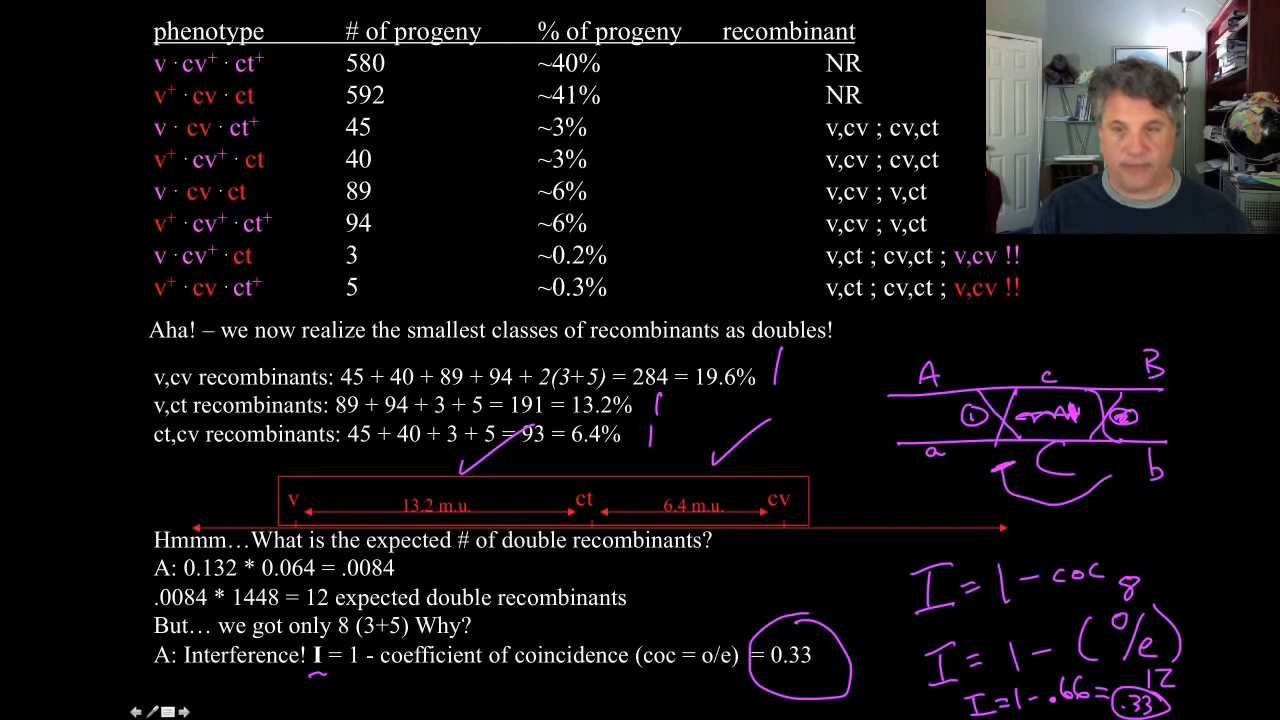 phenotype # of progeny % of progeny recombinant
v · cv⁺ · ct⁺ 580 ~40% NR
v⁺ · cv · ct 592 ~41% NR
v · cv · ct⁺ 45 ~3% v,cv ; cv,ct
v⁺ · cv⁺ · ct 40 ~3% v,cv ; cv,ct
v · cv · ct 89 ~6% v,cv ; v,ct
v⁺ · cv⁺ · ct⁺ 94 ~6% v,cv ; v,ct
v · cv⁺ · ct 3 ~0.2% v,ct ; cv,ct ; v,cv !!
v⁺ · cv · ct⁺ 5 ~0.3% v,ct ; cv,ct ; v,cv !!
Aha! – we now realize the smallest classes of recombinants as doubles!
v,cv recombinants: 45 + 40 + 89 + 94 + 2(3+5) = 284 = 19.6%
v,ct recombinants: 89 + 94 + 3 + 5 = 191 = 13.2%
ct,cv recombinants: 45 + 40 + 3 + 5 = 93 = 6.4%
A c B
1
a C b
v 13.2 m.u. ct 6.4 m.u. cv
Hmmm…What is the expected # of double recombinants?
A: 0.132 * 0.064 = .0084
.0084 * 1448 = 12 expected double recombinants
But… we got only 8 (3+5) Why?
A: Interference! I = 1 - coefficient of coincidence (coc = o/e) = 0.33
I = 1 - coc
8
I = 1 - (o/e)
12
I = 1 - .66 = .33